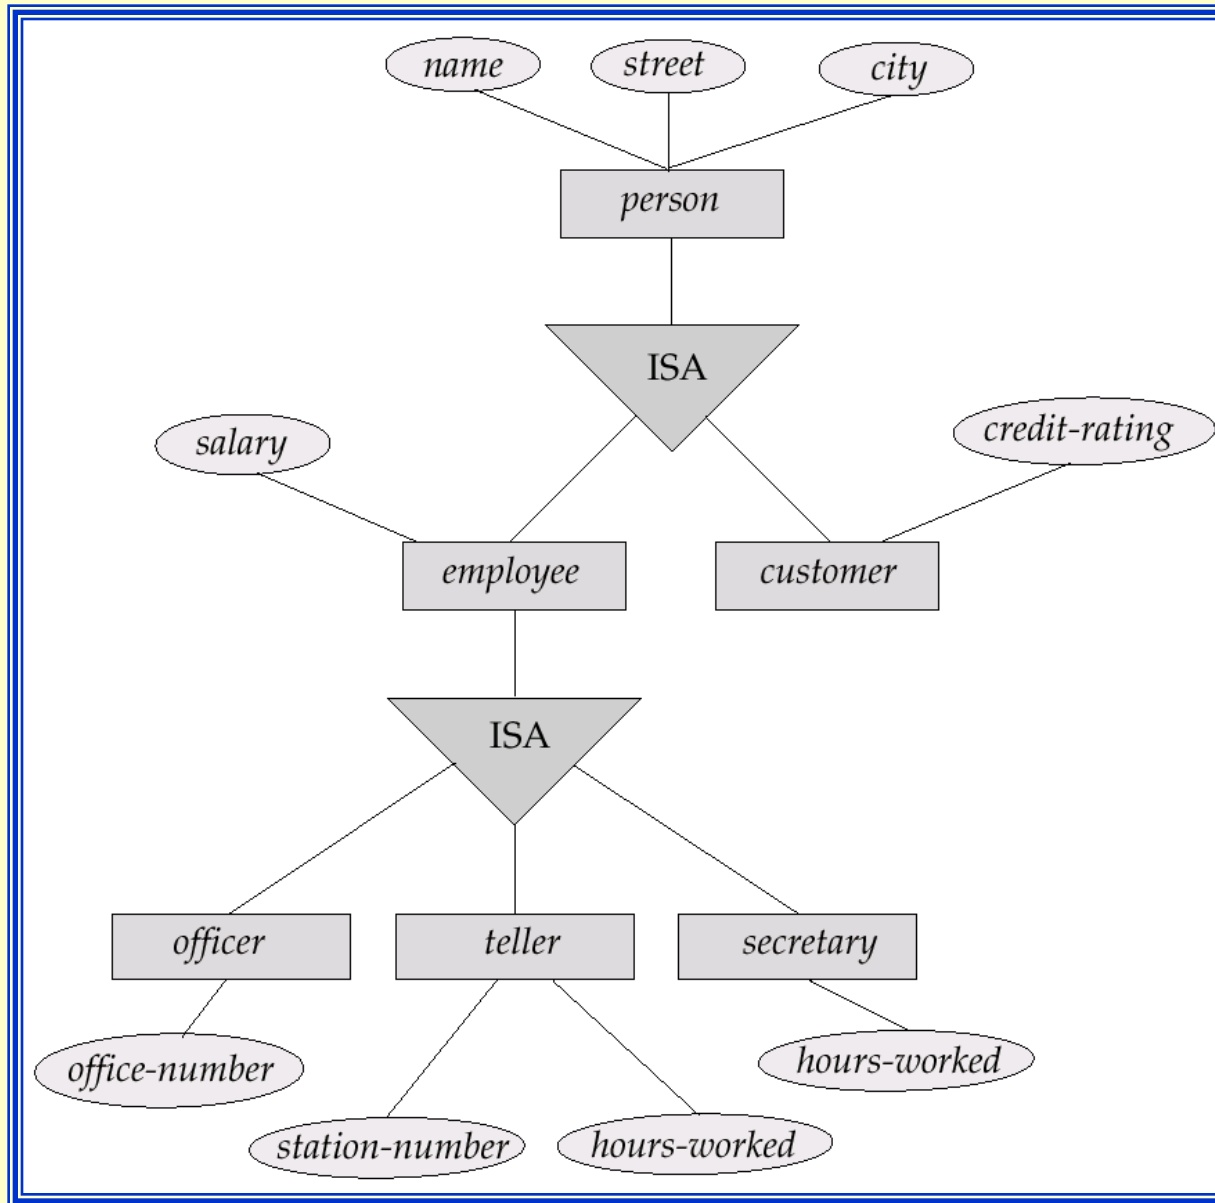 name
street
city
person
ISA
salary
credit-rating
employee
customer
ISA
officer
teller
secretary
office-number
hours-worked
station-number
hours-worked